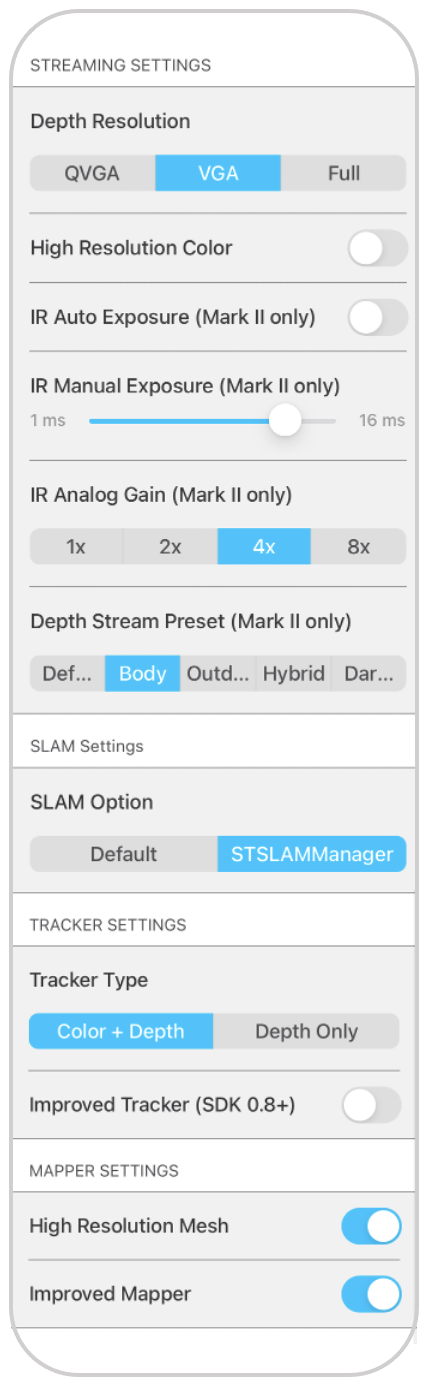 STREAMING SETTINGS
Depth Resolution
QVGA VGA Full
High Resolution Color
IR Auto Exposure (Mark II only)
IR Manual Exposure (Mark II only)
1 ms 16 ms
IR Analog Gain (Mark II only)
1x 2x 4x 8x
Depth Stream Preset (Mark II only)
Def... Body Outd... Hybrid Dar...
SLAM Settings
SLAM Option
Default STSLAMManager
TRACKER SETTINGS
Tracker Type
Color + Depth Depth Only
Improved Tracker (SDK 0.8+)
MAPPER SETTINGS
High Resolution Mesh
Improved Mapper